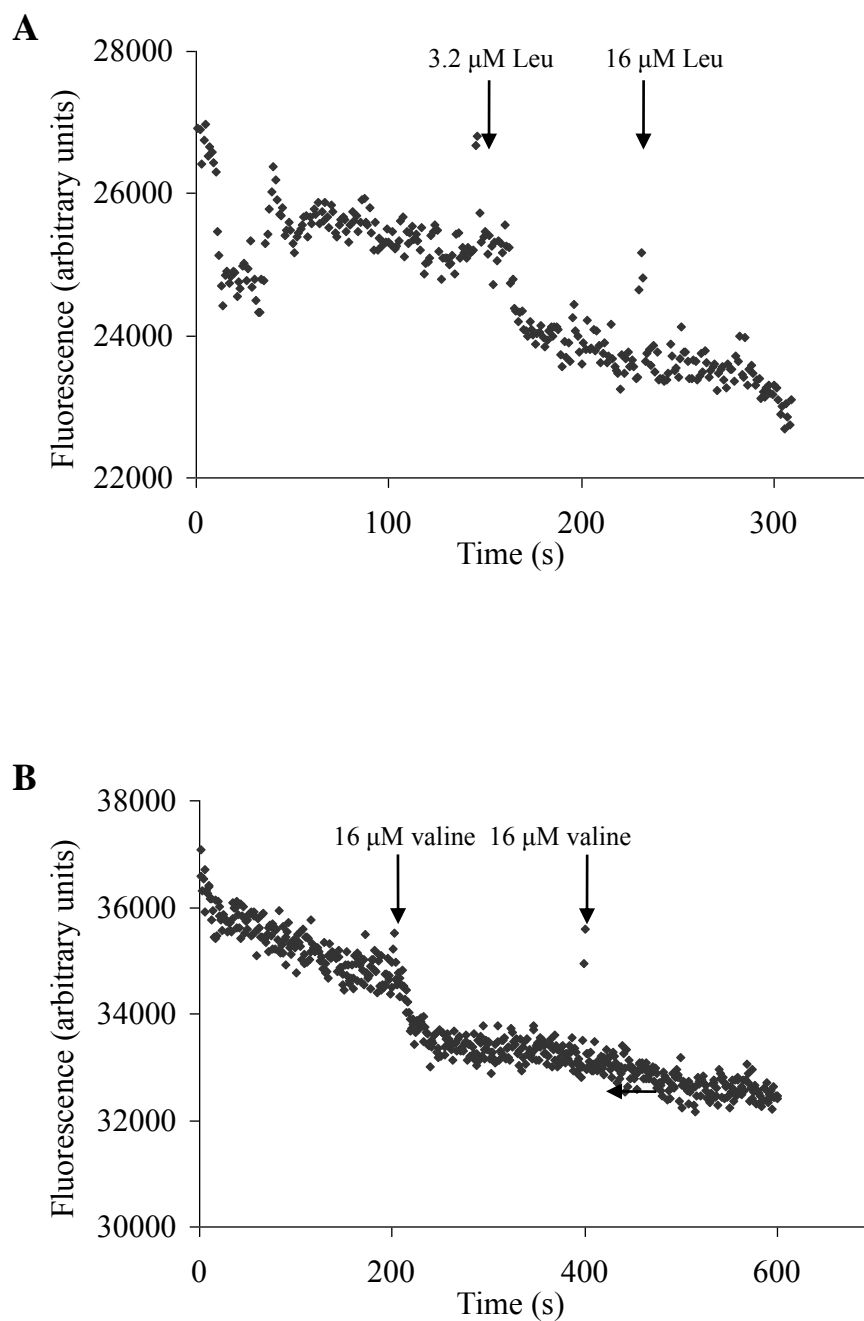 A
28000
3.2 μM Leu
16 μM Leu
26000
24000
22000
Fluorescence (arbitrary units)
0
100
200
300
Time (s)
B
38000
16 μM valine
16 μM valine
36000
34000
32000
30000
Fluorescence (arbitrary units)
0
200
400
600
Time (s)